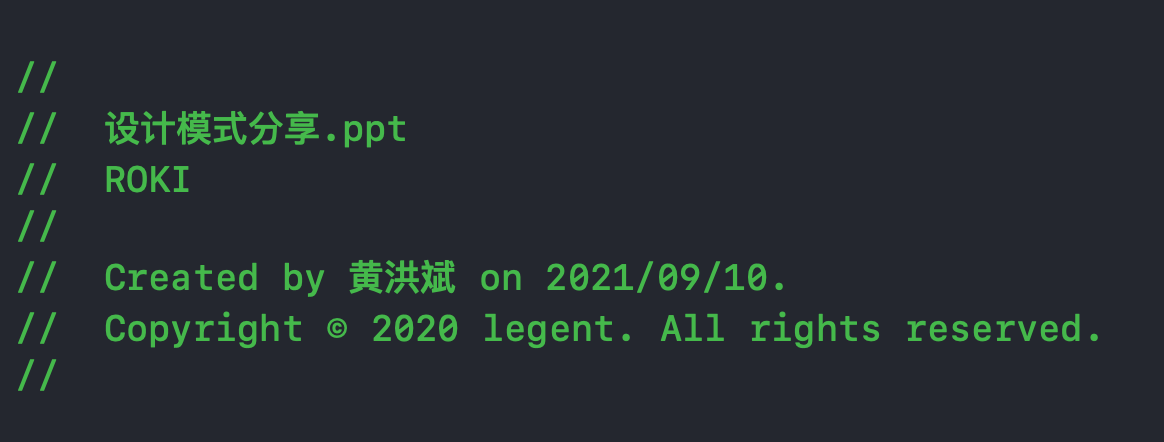 //
//  设计模式分享.ppt
//  ROKI
//
//  Created by 黄洪斌 on 2021/09/10.
//  Copyright © 2020 legent. All rights reserved.
//